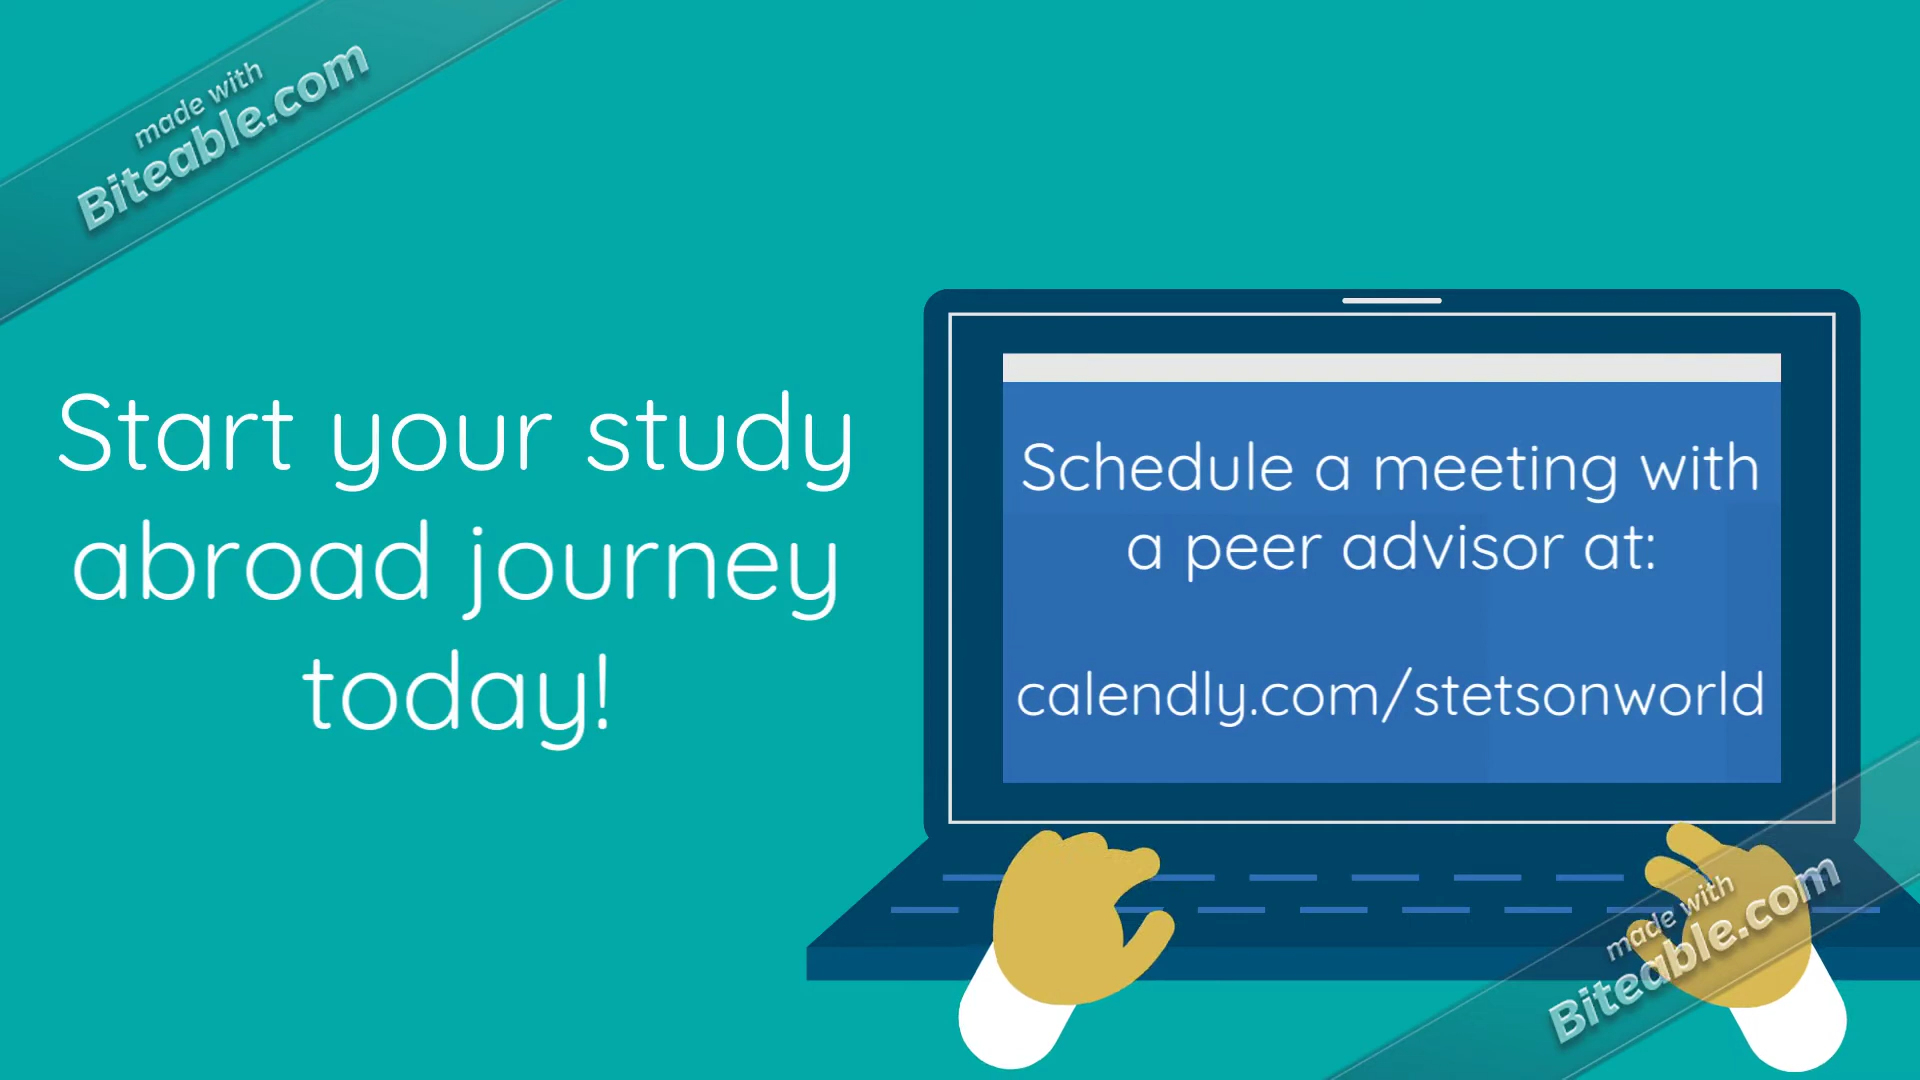 made with
Biteable.com
Start your study
abroad journey
today!
Schedule a meeting with
a peer advisor at:
calendly.com/stetsonworld
made with
Biteable.com